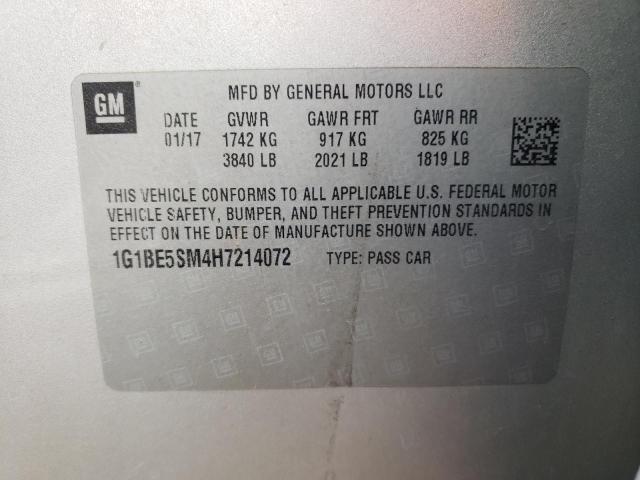 GM
MFD BY GENERAL MOTORS LLC
DATE GVWR GAWR FRT GAWR RR
01/17 1742 KG 917 KG 825 KG
3840 LB 2021 LB 1819 LB
THIS VEHICLE CONFORMS TO ALL APPLICABLE U.S. FEDERAL MOTOR
VEHICLE SAFETY, BUMPER, AND THEFT PREVENTION STANDARDS IN
EFFECT ON THE DATE OF MANUFACTURE SHOWN ABOVE.
1G1BE5SM4H7214072 TYPE: PASS CAR